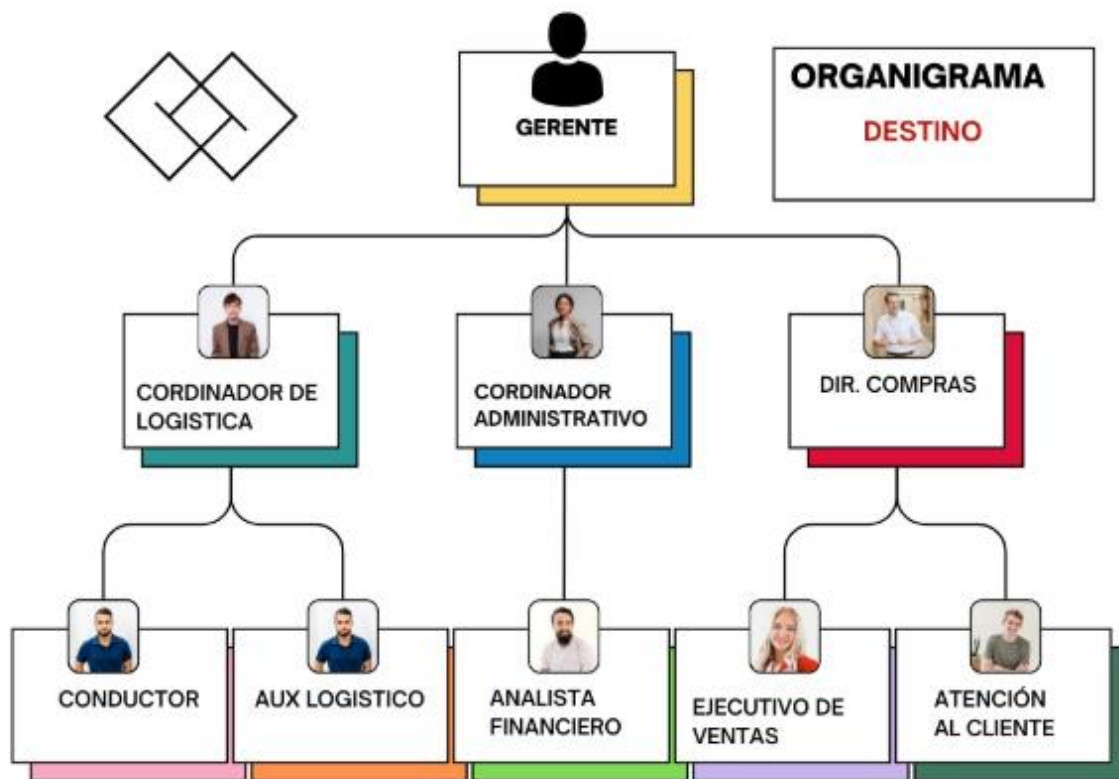 GERENTE
ORGANIGRAMA
DESTINO
CORDINADOR DE
LOGISTICA
CORDINADOR
ADMINISTRATIVO
DIR. COMPRAS
CONDUCTOR
AUX LOGISTICO
ANALISTA
FINANCIERO
EJECUTIVO DE
VENTAS
ATENCIÓN
AL CLIENTE